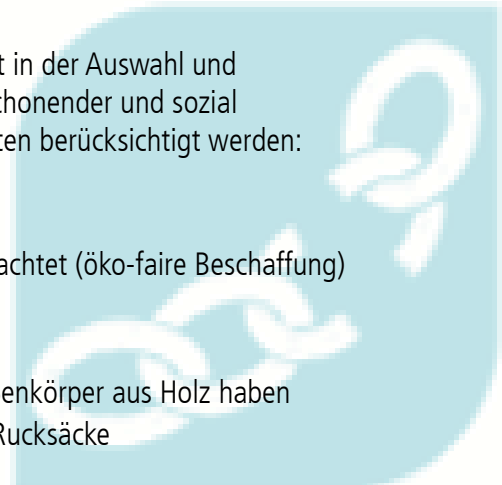 t in der Auswahl und
chonender und sozial
ten berücksichtigt werden:
achtet (öko-faire Beschaffung)
enkörper aus Holz haben
Rucksäcke